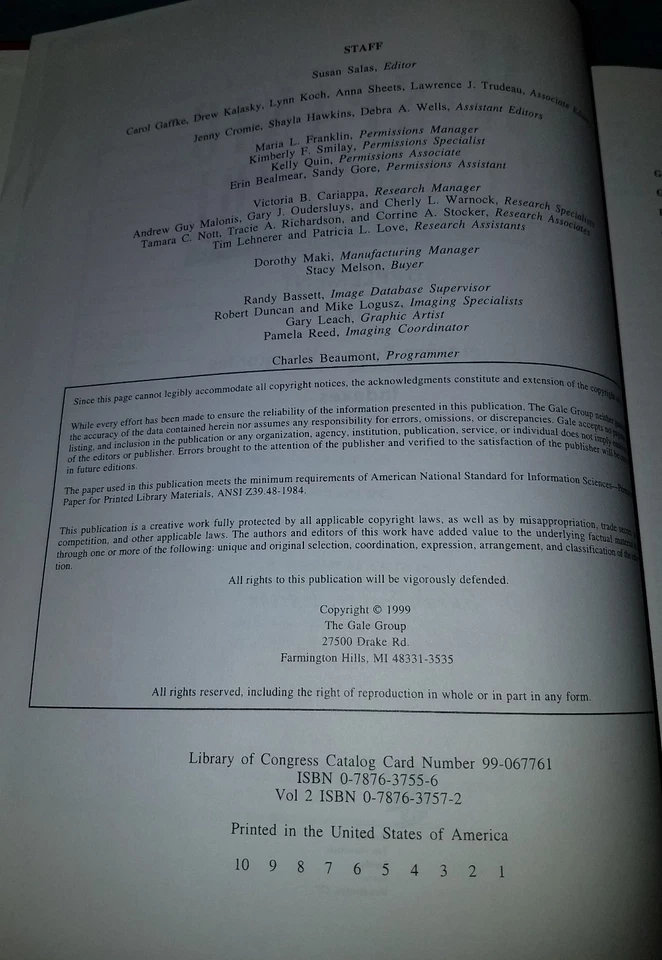 STAFF
Susan Salas, Editor
Carol Gaffke, Drew Kalasky, Lynn Koch, Anna Sheets, Lawrence J. Trudeau, Associate
Jenny Cromie, Shayla Hawkins, Debra A. Wells, Assistant Editors
Maria L. Franklin, Permissions Manager
Kimberly F. Smilay, Permissions Specialist
Kelly Quin, Permissions Associate
Erin Bealmear, Sandy Gore, Permissions Assistant
Victoria B. Cariappa, Research Manager
Andrew Guy Malonis, Gary J. Oudersluys, and Cherly L. Warnock, Research Specialists
Tamara C. Nott, Tracie A. Richardson, and Corrine A. Stocker, Research Associates
Tim Lehnerer and Patricia L. Love, Research Assistants
Dorothy Maki, Manufacturing Manager
Stacy Melson, Buyer
Randy Bassett, Image Database Supervisor
Robert Duncan and Mike Logusz, Imaging Specialists
Gary Leach, Graphic Artist
Pamela Reed, Imaging Coordinator
Charles Beaumont, Programmer
Since this page cannot legibly accommodate all copyright notices, the acknowledgments constitute and extension of the copyright
While every effort has been made to ensure the reliability of the information presented in this publication, The Gale Group neither
the accuracy of the data contained herein nor assumes any responsibility for errors, omissions, or discrepancies. Gale accepts no
listing, and inclusion in the publication or any organization, agency, institution, publication, service, or individual does not imply
of the editors or publisher. Errors brought to the attention of the publisher and verified to the satisfaction of the publisher will be
in future editions.
The paper used in this publication meets the minimum requirements of American National Standard for Information Sciences—
Paper for Printed Library Materials, ANSI Z39.48-1984.
This publication is a creative work fully protected by all applicable copyright laws, as well as by misappropriation, trade
competition, and other applicable laws. The authors and editors of this work have added value to the underlying factual
through one or more of the following: unique and original selection, coordination, expression, arrangement, and classification of the
tion.
All rights to this publication will be vigorously defended.
Copyright © 1999
The Gale Group
27500 Drake Rd.
Farmington Hills, MI 48331-3535
All rights reserved, including the right of reproduction in whole or in part in any form.
Library of Congress Catalog Card Number 99-067761
ISBN 0-7876-3755-6
Vol 2 ISBN 0-7876-3757-2
Printed in the United States of America
10 9 8 7 6 5 4 3 2 1